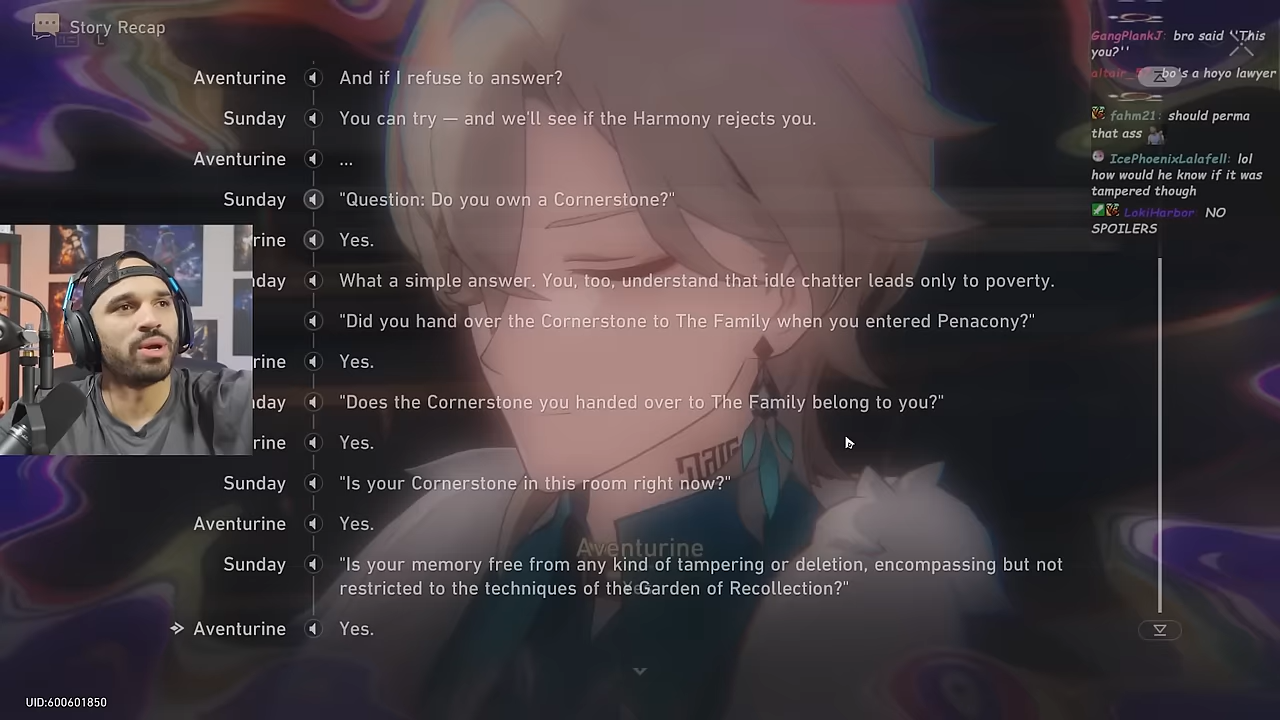 Story Recap
Aventurine And if I refuse to answer?
Sunday You can try — and we'll see if the Harmony rejects you.
Aventurine ...
Sunday "Question: Do you own a Cornerstone?"
rine Yes.
day What a simple answer. You, too, understand that idle chatter leads only to poverty.
"Did you hand over the Cornerstone to The Family when you entered Penacony?"
rine Yes.
day "Does the Cornerstone you handed over to The Family belong to you?"
rine Yes.
Sunday "Is your Cornerstone in this room right now?"
Aventurine Yes.
Aventurine
Sunday "Is your memory free from any kind of tampering or deletion, encompassing but not
restricted to the techniques of the Garden of Recollection?"
Aventurine Yes.
UID:600601850
GangPlankJ: bro said ''This
you?''
bo's a hoyo lawyer
fahm21: should perma
that ass
IcePhoenixLalafell: lol
how would he know if it was
tampered though
LokiHarbor: NO
SPOILERS